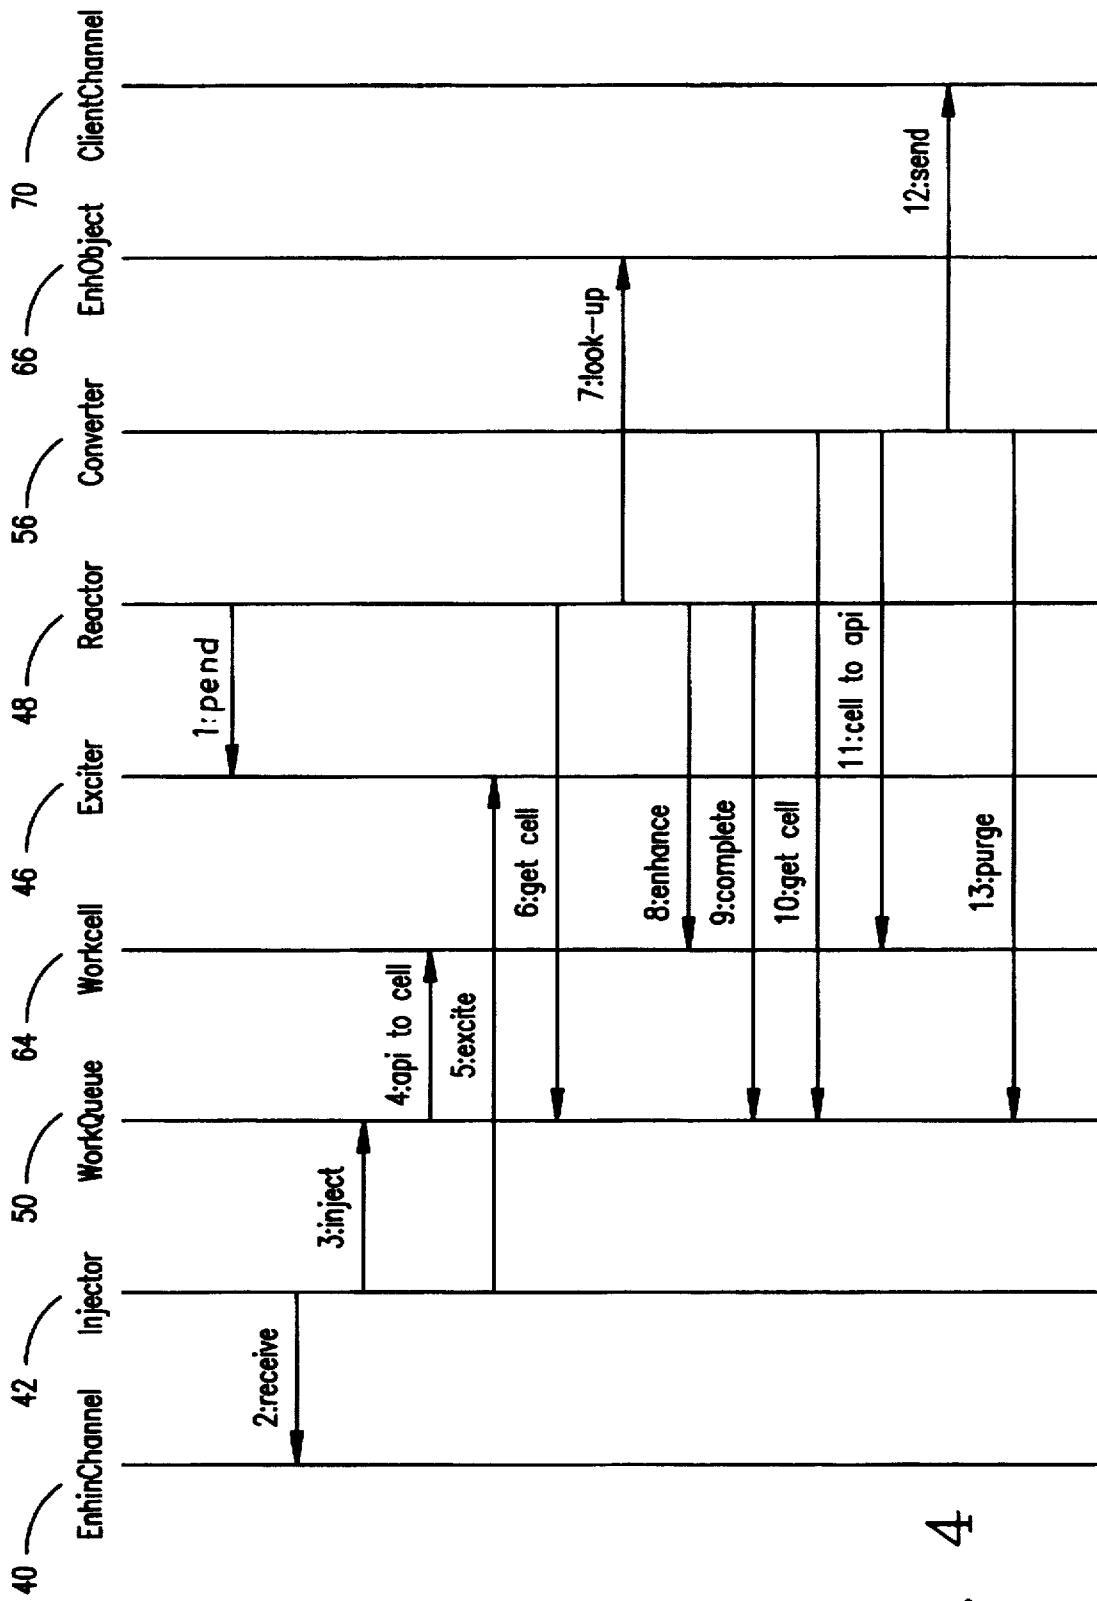 40 42 50 64 46 48 56 66 70
EnhinChannel Injector WorkQueue Workcell Exciter Reactor Converter EnhObject ClientChannel
1:pend
2:receive
3:inject
4:api to cell
5:excite
6:get cell
7:look-up
8:enhance
9:complete
10:get cell
11:cell to api
12:send
13:purge
4